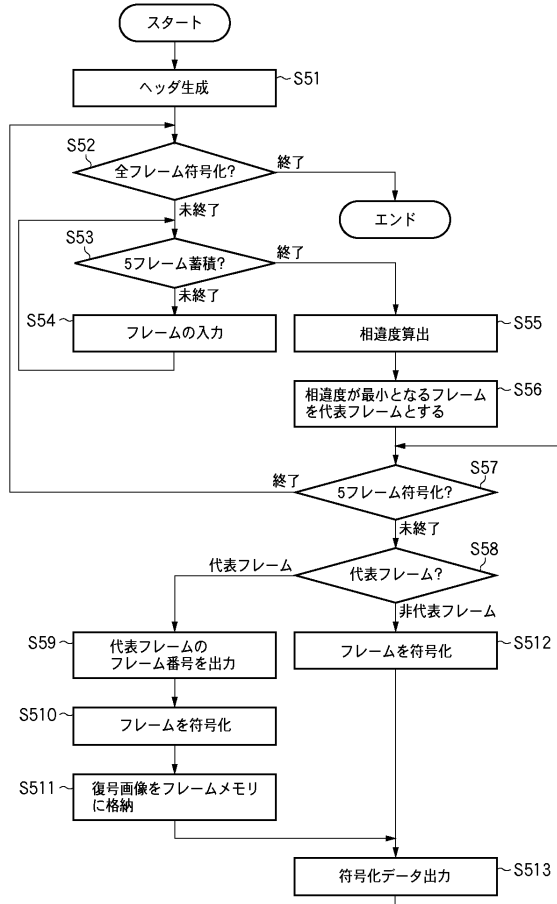 スタート
ヘッダ生成
S51
S52
全フレーム符号化?
終了
未終了
エンド
S53
5フレーム蓄積?
終了
未終了
S54
フレームの入力
相違度算出
S55
相違度が最小となるフレーム
を代表フレームとする
S56
S57
終了
5フレーム符号化?
未終了
S58
代表フレーム
代表フレーム?
非代表フレーム
S59
代表フレームの
フレーム番号を出力
フレームを符号化
S512
S510
フレームを符号化
S511
復号画像をフレームメモリ
に格納
符号化データ出力
S513